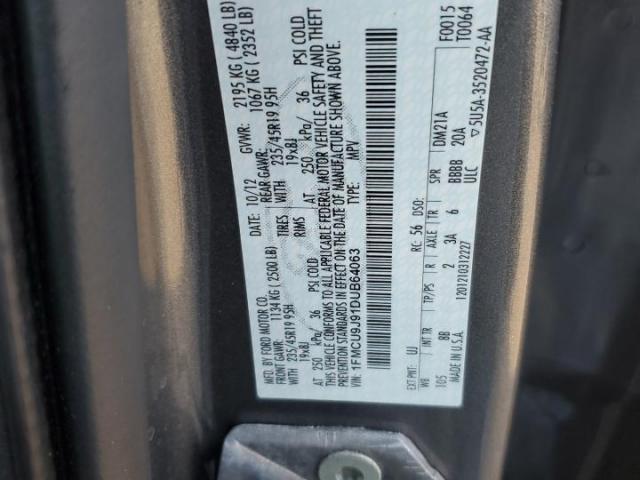 MFD. BY FORD MOTOR CO. 10/12 GVWR: 2195 KG ( 4840 LB)
FRONT GAWR: 1134 KG ( 2500 LB) REAR GAWR: 1067 KG ( 2352 LB)
WITH 235/45R19 95H TIRES WITH 235/45R19 95H
19x8J RIMS 19x8J
AT 250 kPa/ 36 PSI COLD AT 250 kPa/ 36 PSI COLD
THIS VEHICLE CONFORMS TO ALL APPLICABLE FEDERAL MOTOR VEHICLE SAFETY AND THEFT
PREVENTION STANDARDS IN EFFECT ON THE DATE OF MANUFACTURE SHOWN ABOVE.
VIN: 1FMCU9J91DUB64063 TYPE: MPV
F0015
T0064
EXT PNT: UJ RC: 56 DSO:
WB INT TR TP/PS R AXLE TR SPR DM21A
105 BB 2 3A 6 BBBB 20A
MADE IN U.S.A. 1201210312227 ULC ▽5U5A-3520472-AA